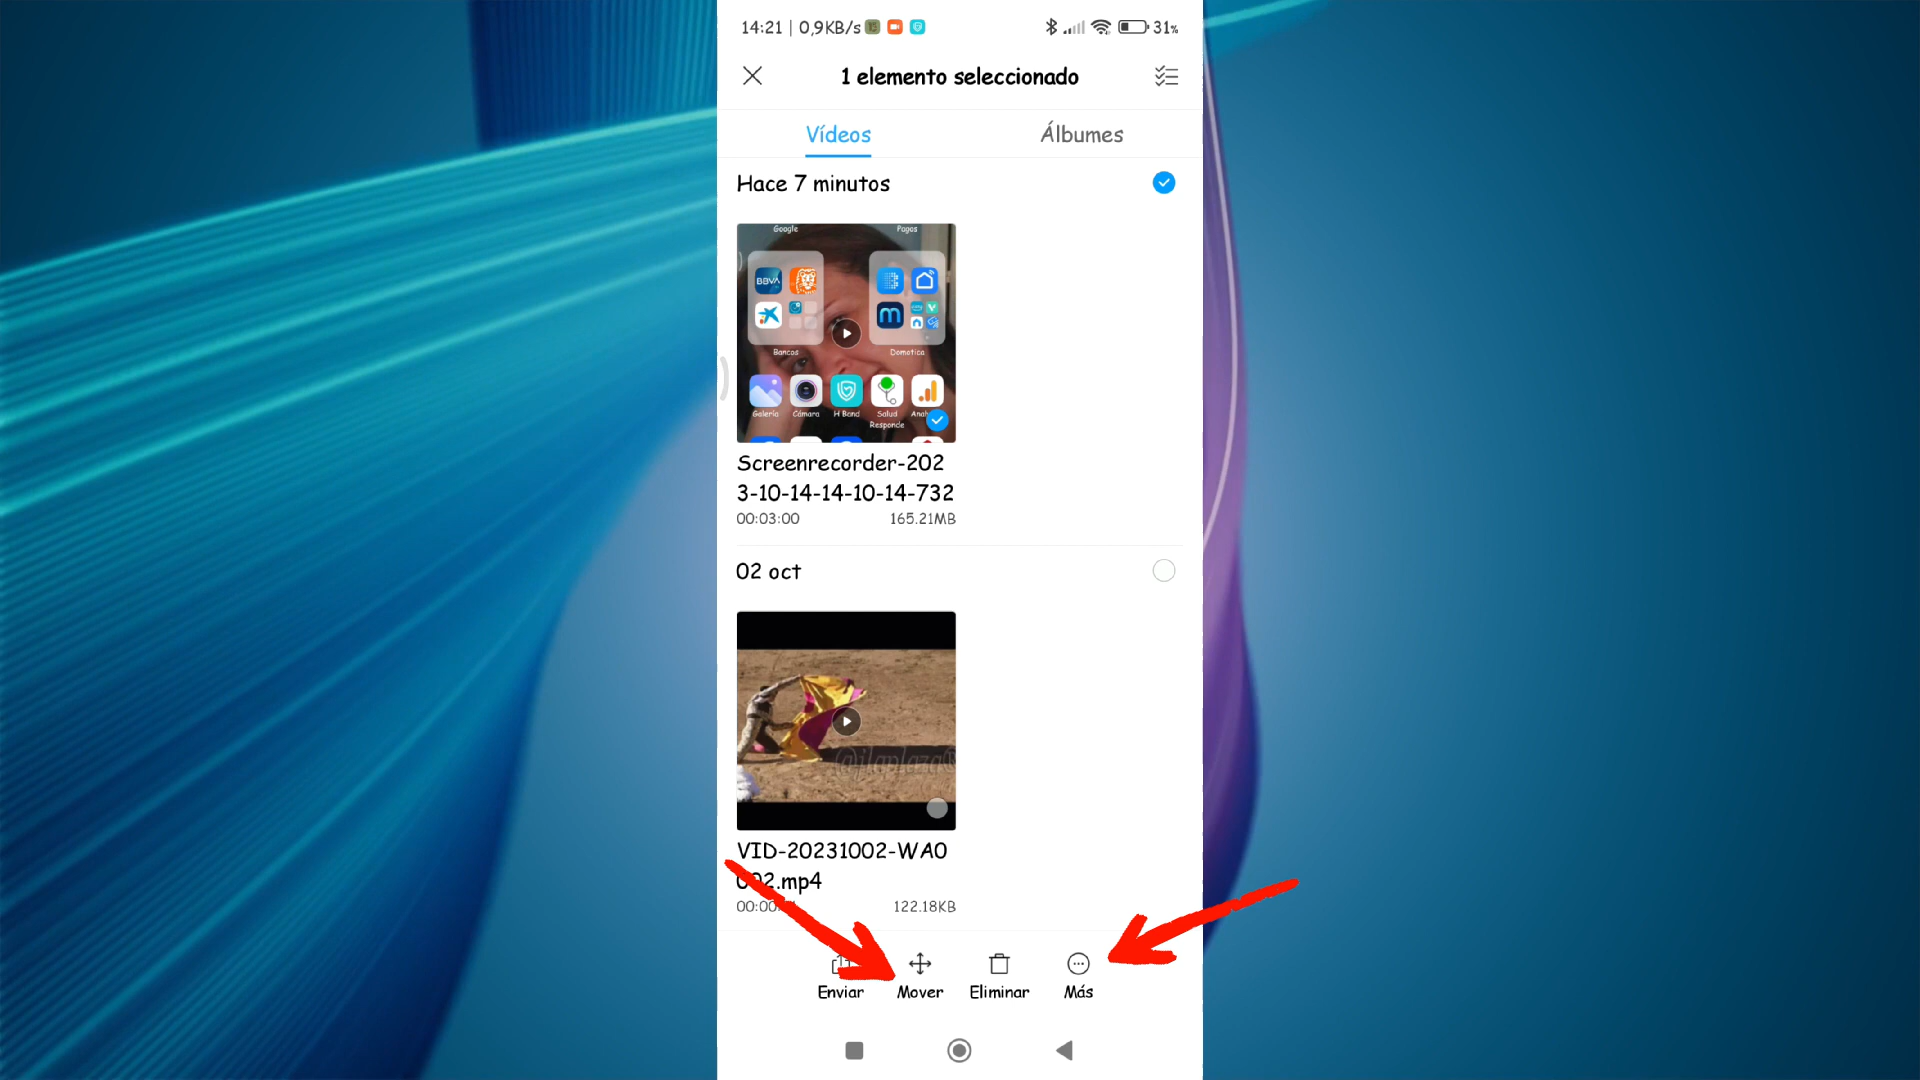 14:21 | 0,9KB/s
31%
1 elemento seleccionado
Vídeos
Álbumes
Hace 7 minutos
Google
Pagos
BBVA
Bancos
Domotica
Galería
Cámara
H Band
Salud Responde
Screenrecorder-202
3-10-14-14-10-14-732
00:03:00
165.21MB
02 oct
VID-20231002-WA0
002.mp4
122.18KB
Enviar
Mover
Eliminar
Más